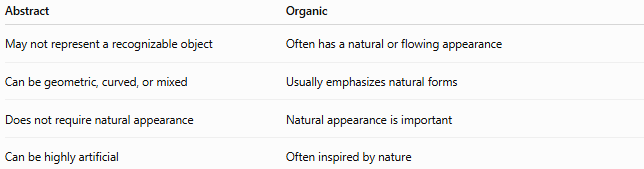 Abstract Organic
May not represent a recognizable object Often has a natural or flowing appearance
Can be geometric, curved, or mixed Usually emphasizes natural forms
Does not require natural appearance Natural appearance is important
Can be highly artificial Often inspired by nature